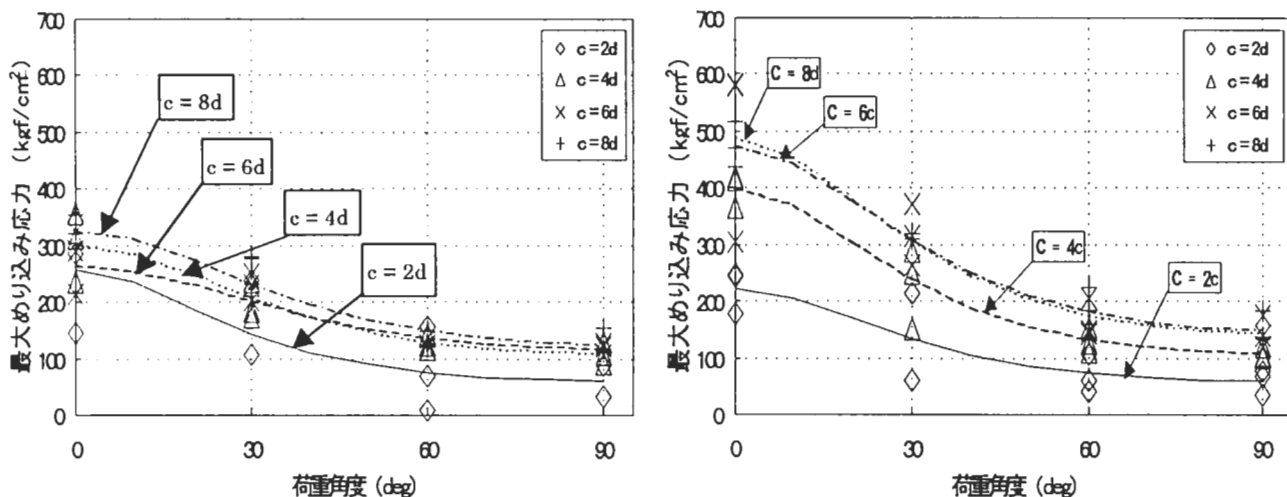 最大めり込み応力 (kgf/cm²)
700
600
500
400
300
200
100
0
0
30
60
90
荷重角度 (deg)
c = 8d
c = 6d
c = 4d
c = 2d
c=2d
c=4d
c=6d
c=8d
最大めり込み応力 (kgf/cm²)
700
600
500
400
300
200
100
0
0
30
60
90
荷重角度 (deg)
C = 8d
C = 6c
C = 4c
C = 2c
c=2d
c=4d
c=6d
c=8d